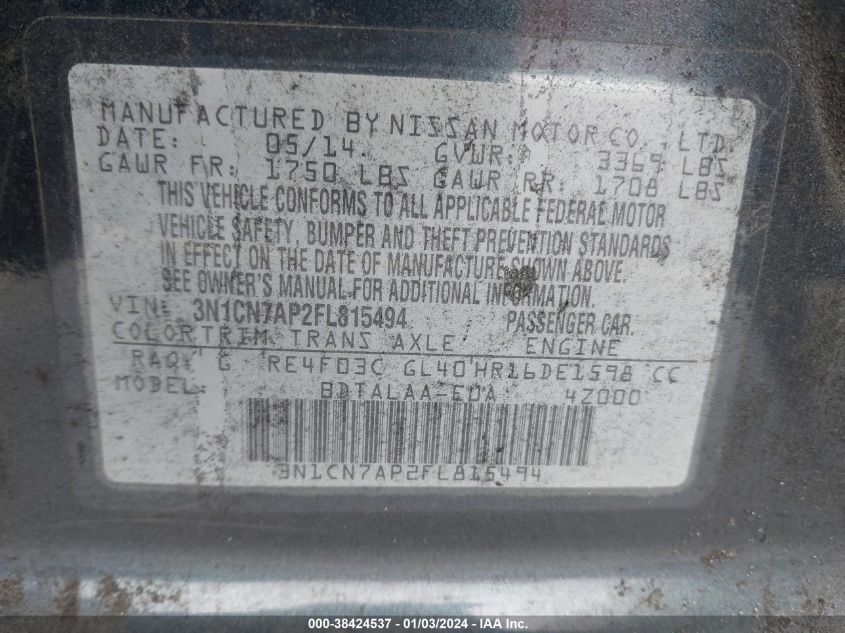 MANUFACTURED BY NISSAN MOTOR CO., LTD.
DATE: 05/14. GVWR: 3369 LBS
GAWR FR: 1750 LBS GAWR RR: 1708 LBS
THIS VEHICLE CONFORMS TO ALL APPLICABLE FEDERAL MOTOR
VEHICLE SAFETY, BUMPER AND THEFT PREVENTION STANDARDS
IN EFFECT ON THE DATE OF MANUFACTURE SHOWN ABOVE.
SEE OWNER'S MANUAL FOR ADDITIONAL INFORMATION.
VIN: 3N1CN7AP2FL815494 PASSENGER CAR.
COLOR TRIM TRANS AXLE ENGINE
RAQ G RE4F03C GL40 HR16DE1598 CC
MODEL: BDTALAA-EDA 4Z000
3N1CN7AP2FL815494
000-38424537 - 01/03/2024 - IAA Inc.